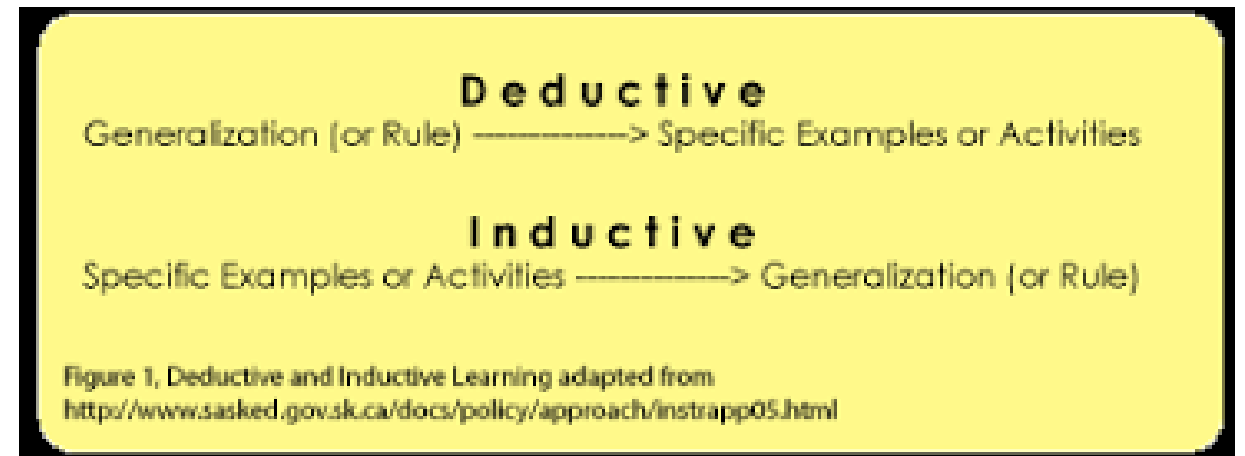 Deductive
Generalization (or Rule) --------------> Specific Examples or Activities
Inductive
Specific Examples or Activities --------------> Generalization (or Rule)
Figure 1, Deductive and Inductive Learning adapted from
http://www.sasked.gov.sk.ca/docs/policy/approach/instrapp05.html